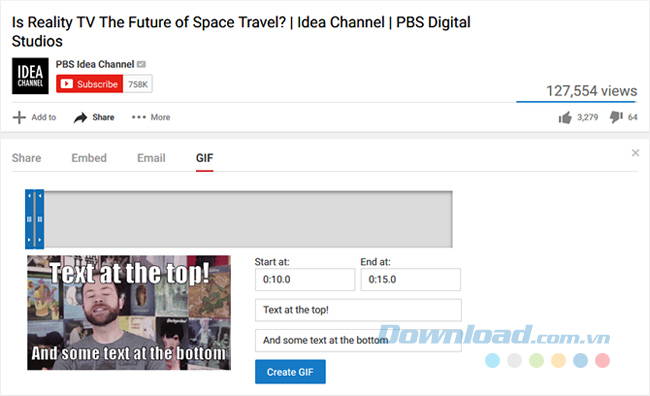 Is Reality TV The Future of Space Travel? | Idea Channel | PBS Digital
Studios
IDEA
CHANNEL
PBS Idea Channel
Subscribe 758K
127,554 views
Add to Share More 3,279 64
Share Embed Email GIF
Text at the top!
And some text at the bottom
Start at: End at:
0:10.0 0:15.0
Text at the top!
And some text at the bottom
Download.com.vn
Create GIF